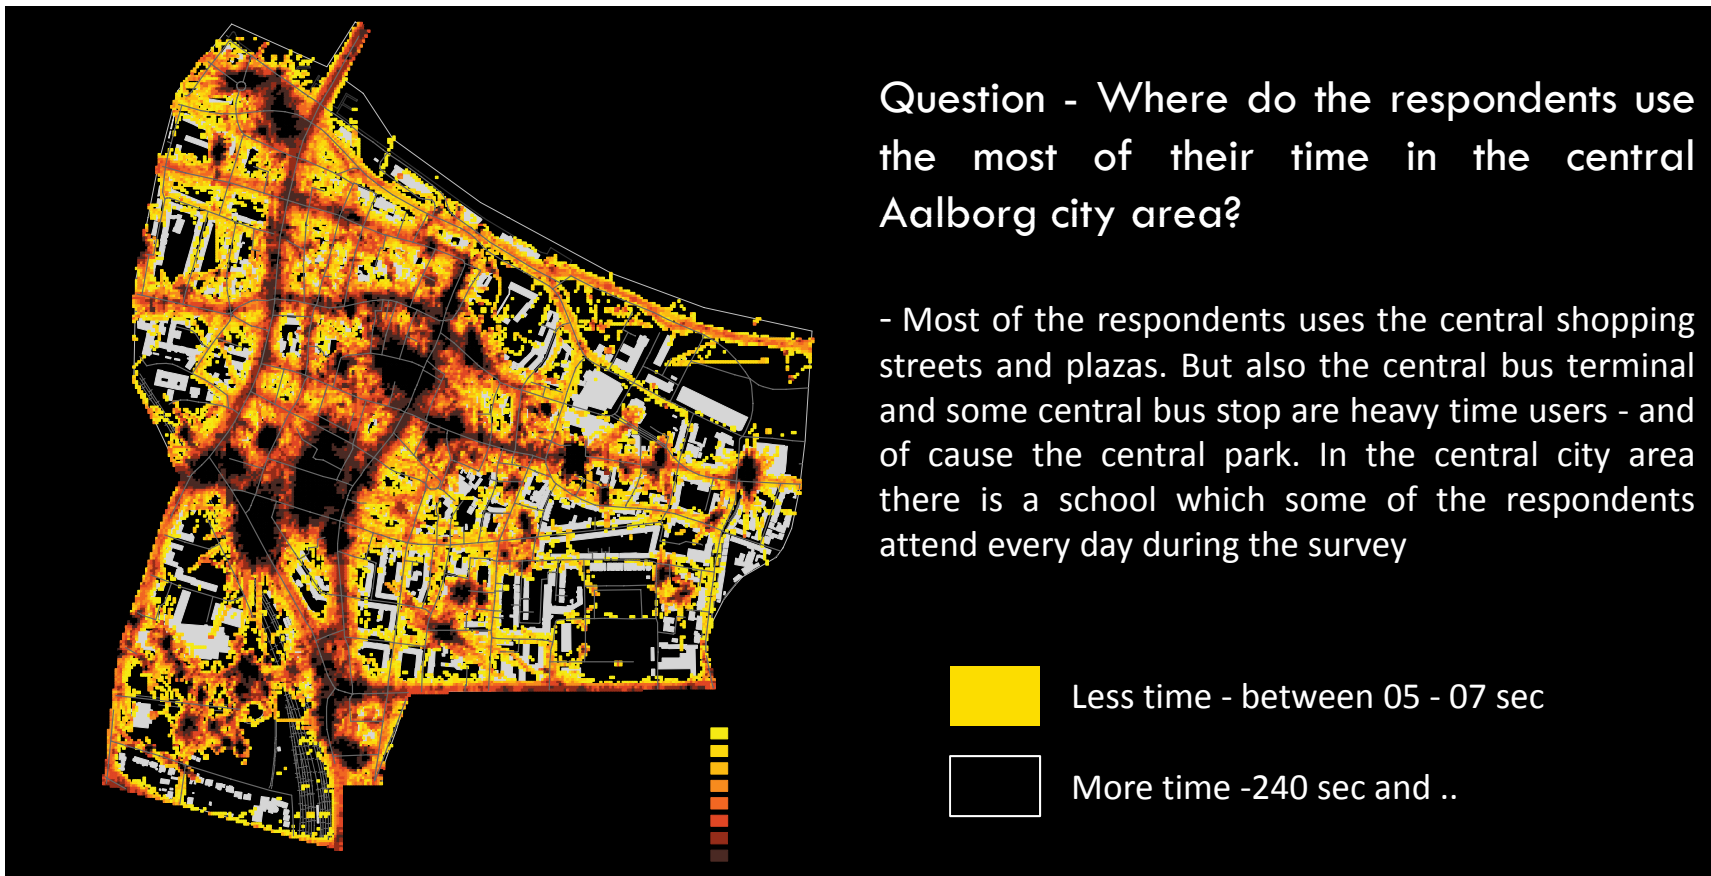 Question - Where do the respondents use
the most of their time in the central
Aalborg city area?
- Most of the respondents uses the central shopping
streets and plazas. But also the central bus terminal
and some central bus stop are heavy time users - and
of cause the central park. In the central city area
there is a school which some of the respondents
attend every day during the survey
Less time - between 05 - 07 sec
More time -240 sec and ..